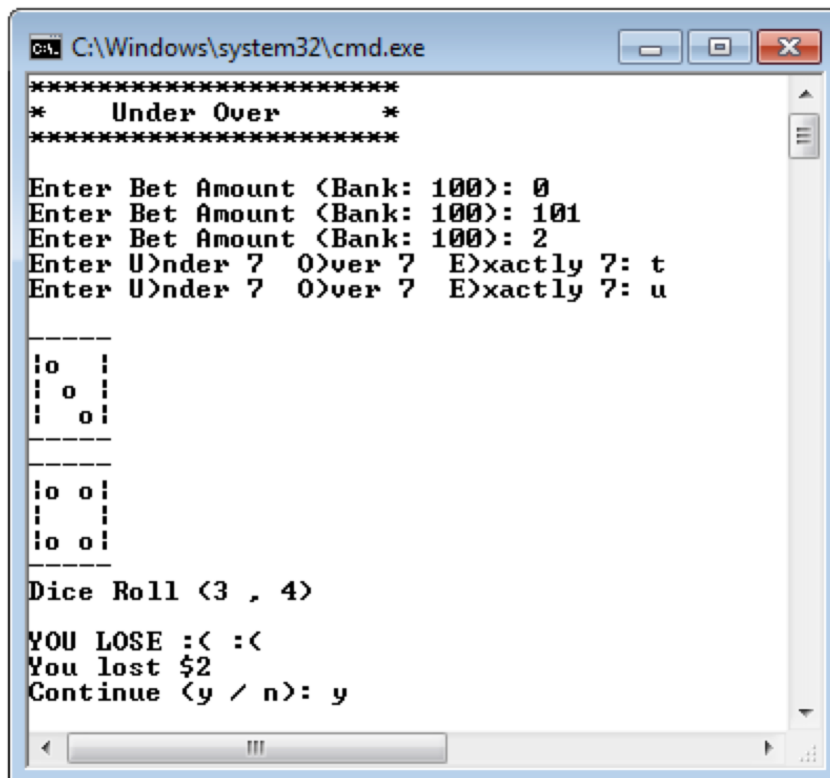 C:\Windows\system32\cmd.exe
**********************
*    Under Over      *
**********************
Enter Bet Amount (Bank: 100): 0
Enter Bet Amount (Bank: 100): 101
Enter Bet Amount (Bank: 100): 2
Enter U)nder 7  O)ver 7  E)xactly 7: t
Enter U)nder 7  O)ver 7  E)xactly 7: u
-----
|o  |
| o |
|  o|
-----
-----
|o o|
|   |
|o o|
-----
Dice Roll (3 , 4)
YOU LOSE :( :(
You lost $2
Continue (y / n): y